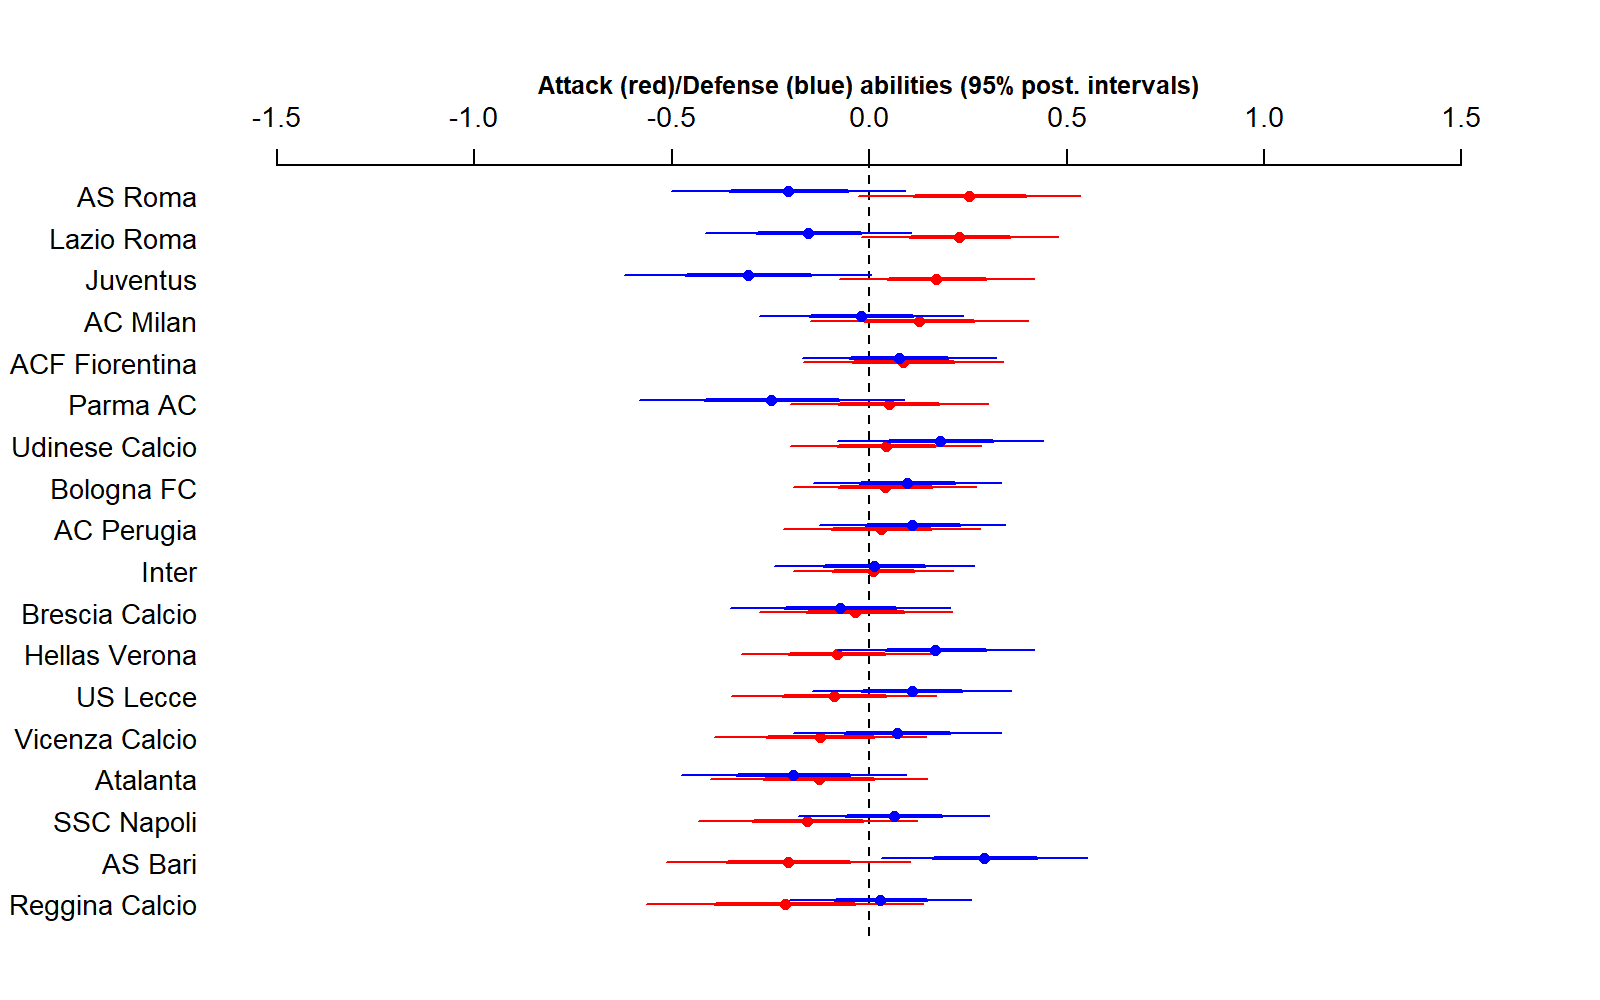 Attack (red)/Defense (blue) abilities (95% post. intervals)
-1.5 -1.0 -0.5 0.0 0.5 1.0 1.5
AS Roma
Lazio Roma
Juventus
AC Milan
ACF Fiorentina
Parma AC
Udinese Calcio
Bologna FC
AC Perugia
Inter
Brescia Calcio
Hellas Verona
US Lecce
Vicenza Calcio
Atalanta
SSC Napoli
AS Bari
Reggina Calcio